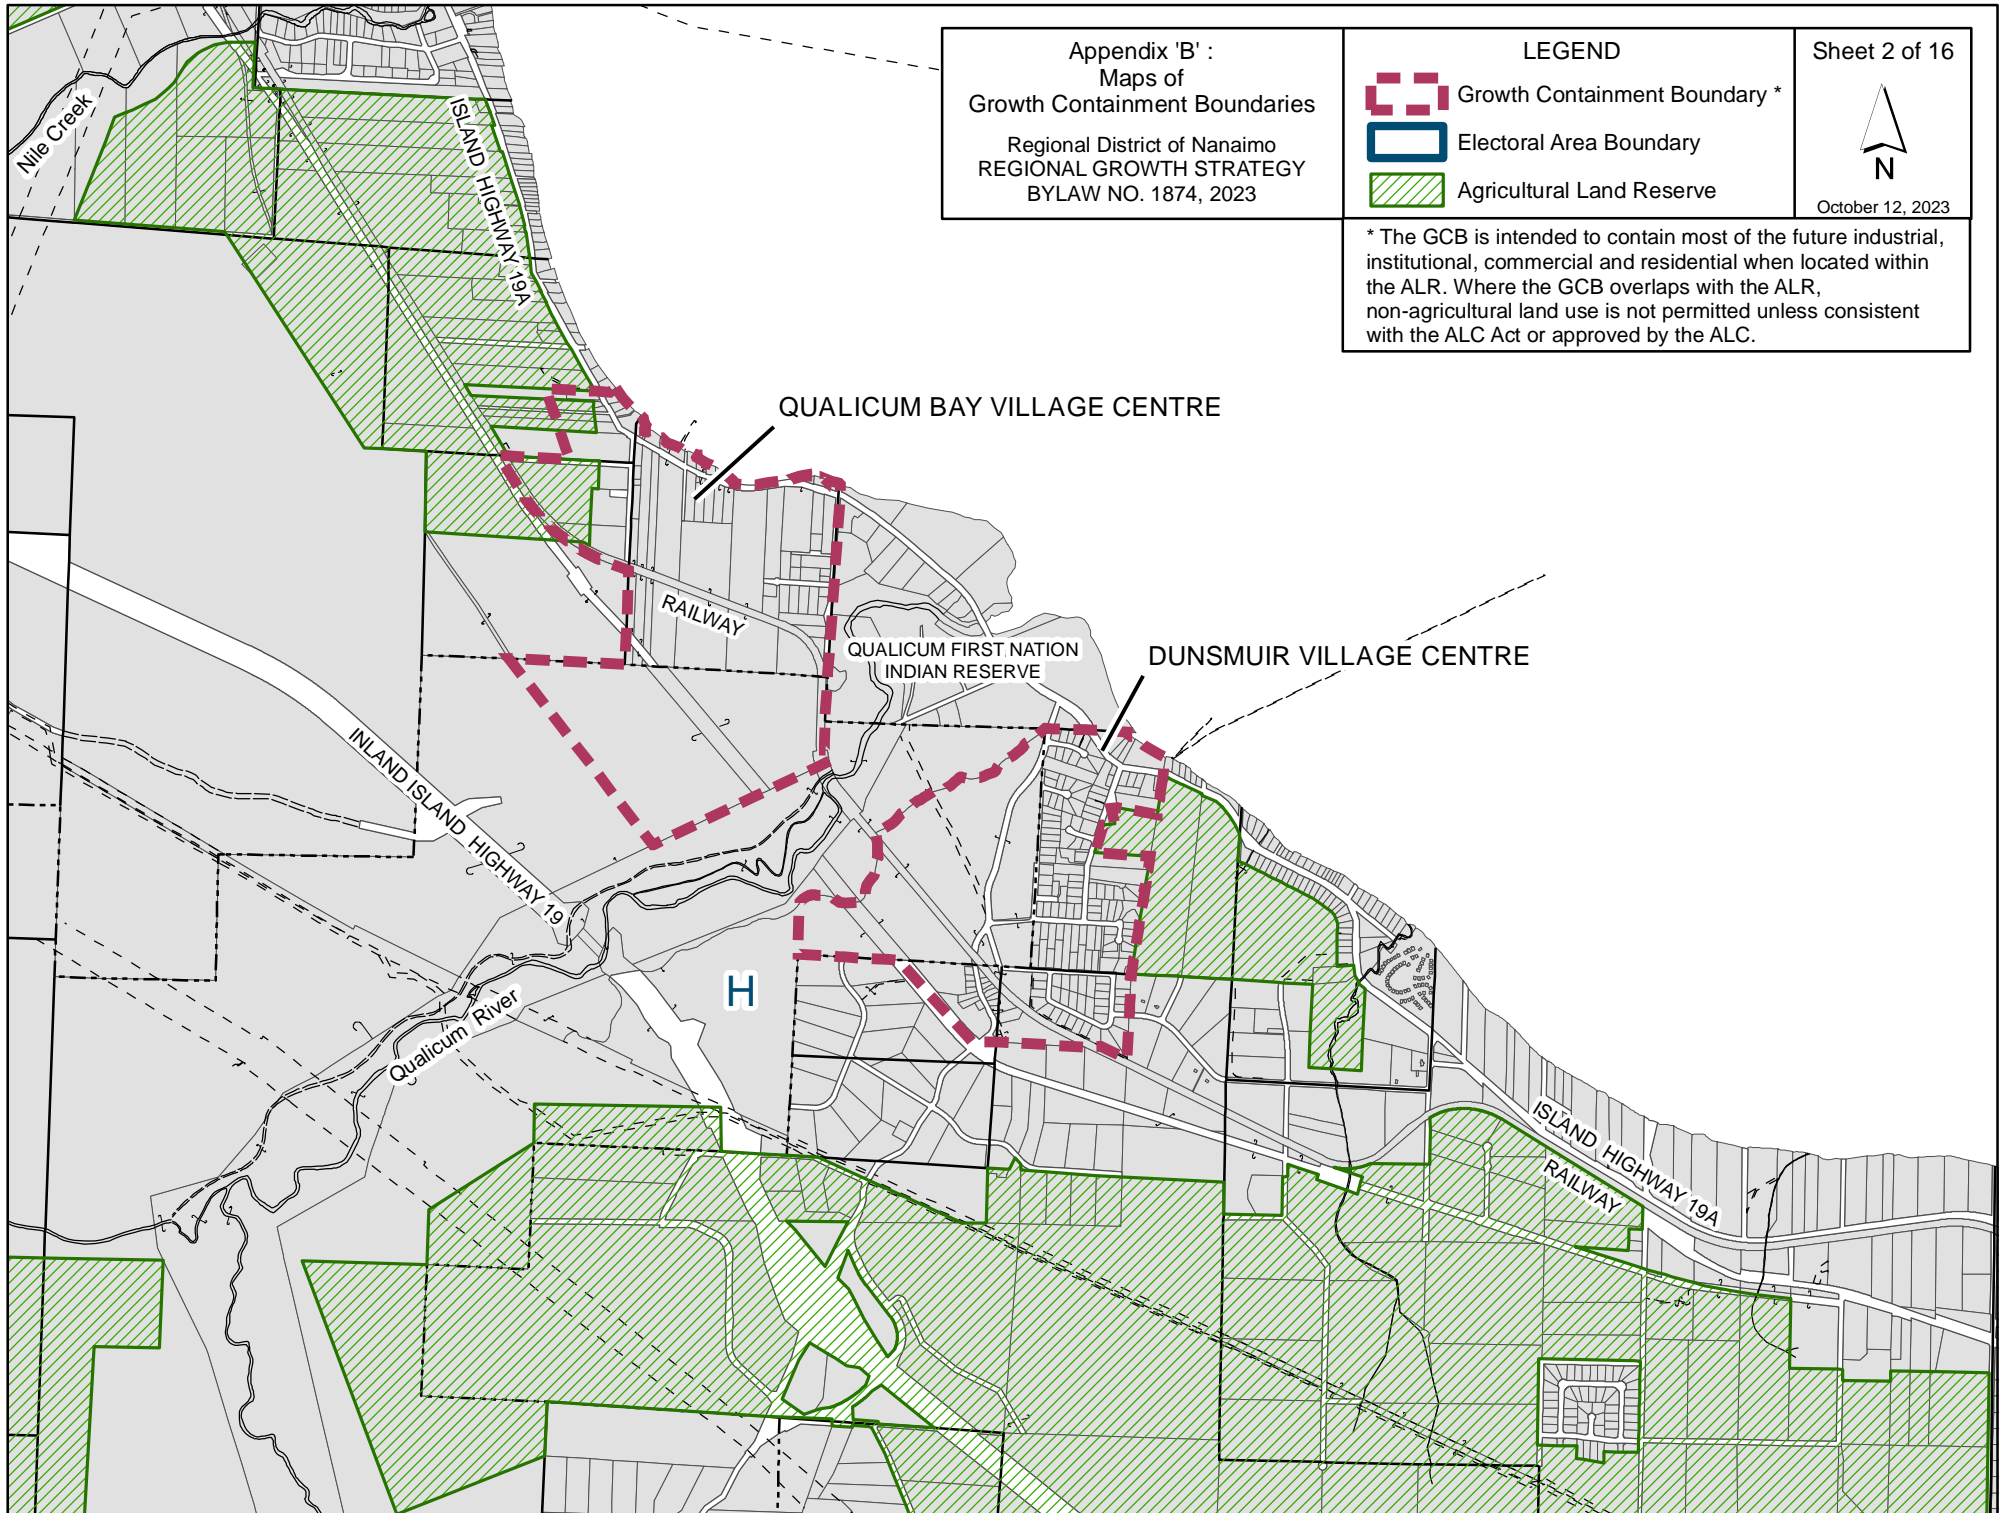 Appendix 'B' :
Maps of
Growth Containment Boundaries
Regional District of Nanaimo
REGIONAL GROWTH STRATEGY
BYLAW NO. 1874, 2023
LEGEND
Growth Containment Boundary *
Electoral Area Boundary
Agricultural Land Reserve
Sheet 2 of 16
N
October 12, 2023
* The GCB is intended to contain most of the future industrial,
institutional, commercial and residential when located within
the ALR. Where the GCB overlaps with the ALR,
non-agricultural land use is not permitted unless consistent
with the ALC Act or approved by the ALC.
Nile Creek
ISLAND HIGHWAY 19A
QUALICUM BAY VILLAGE CENTRE
RAILWAY
QUALICUM FIRST NATION
INDIAN RESERVE
DUNSMUIR VILLAGE CENTRE
INLAND ISLAND HIGHWAY 19
H
Qualicum River
ISLAND HIGHWAY 19A
RAILWAY